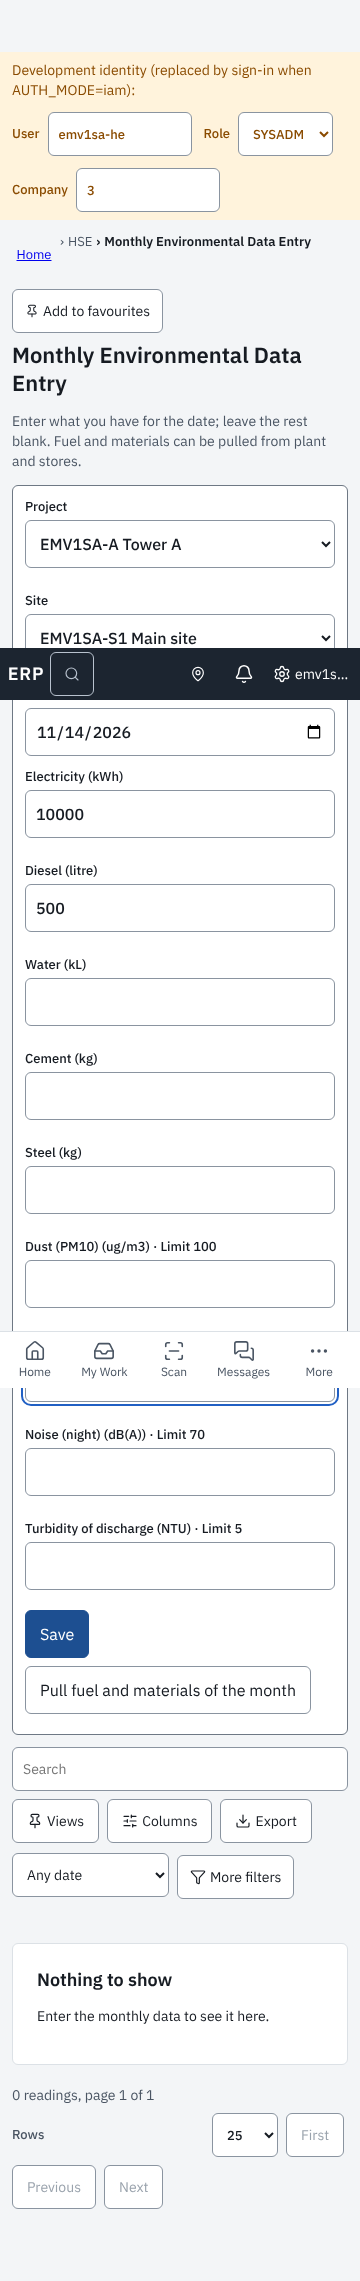 Development identity (replaced by sign-in when
AUTH_MODE=iam):
User emv1sa-he Role SYSADM
Company 3
Home › HSE › Monthly Environmental Data Entry
Add to favourites
Monthly Environmental Data
Entry
Enter what you have for the date; leave the rest
blank. Fuel and materials can be pulled from plant
and stores.
Project
EMV1SA-A Tower A
Site
EMV1SA-S1 Main site
ERP emv1s...
11/14/2026
Electricity (kWh)
10000
Diesel (litre)
500
Water (kL)
Cement (kg)
Steel (kg)
Dust (PM10) (ug/m3) · Limit 100
Home My Work Scan Messages More
Noise (night) (dB(A)) · Limit 70
Turbidity of discharge (NTU) · Limit 5
Save
Pull fuel and materials of the month
Search
Views Columns Export
Any date More filters
Nothing to show
Enter the monthly data to see it here.
0 readings, page 1 of 1
Rows 25 First
Previous Next